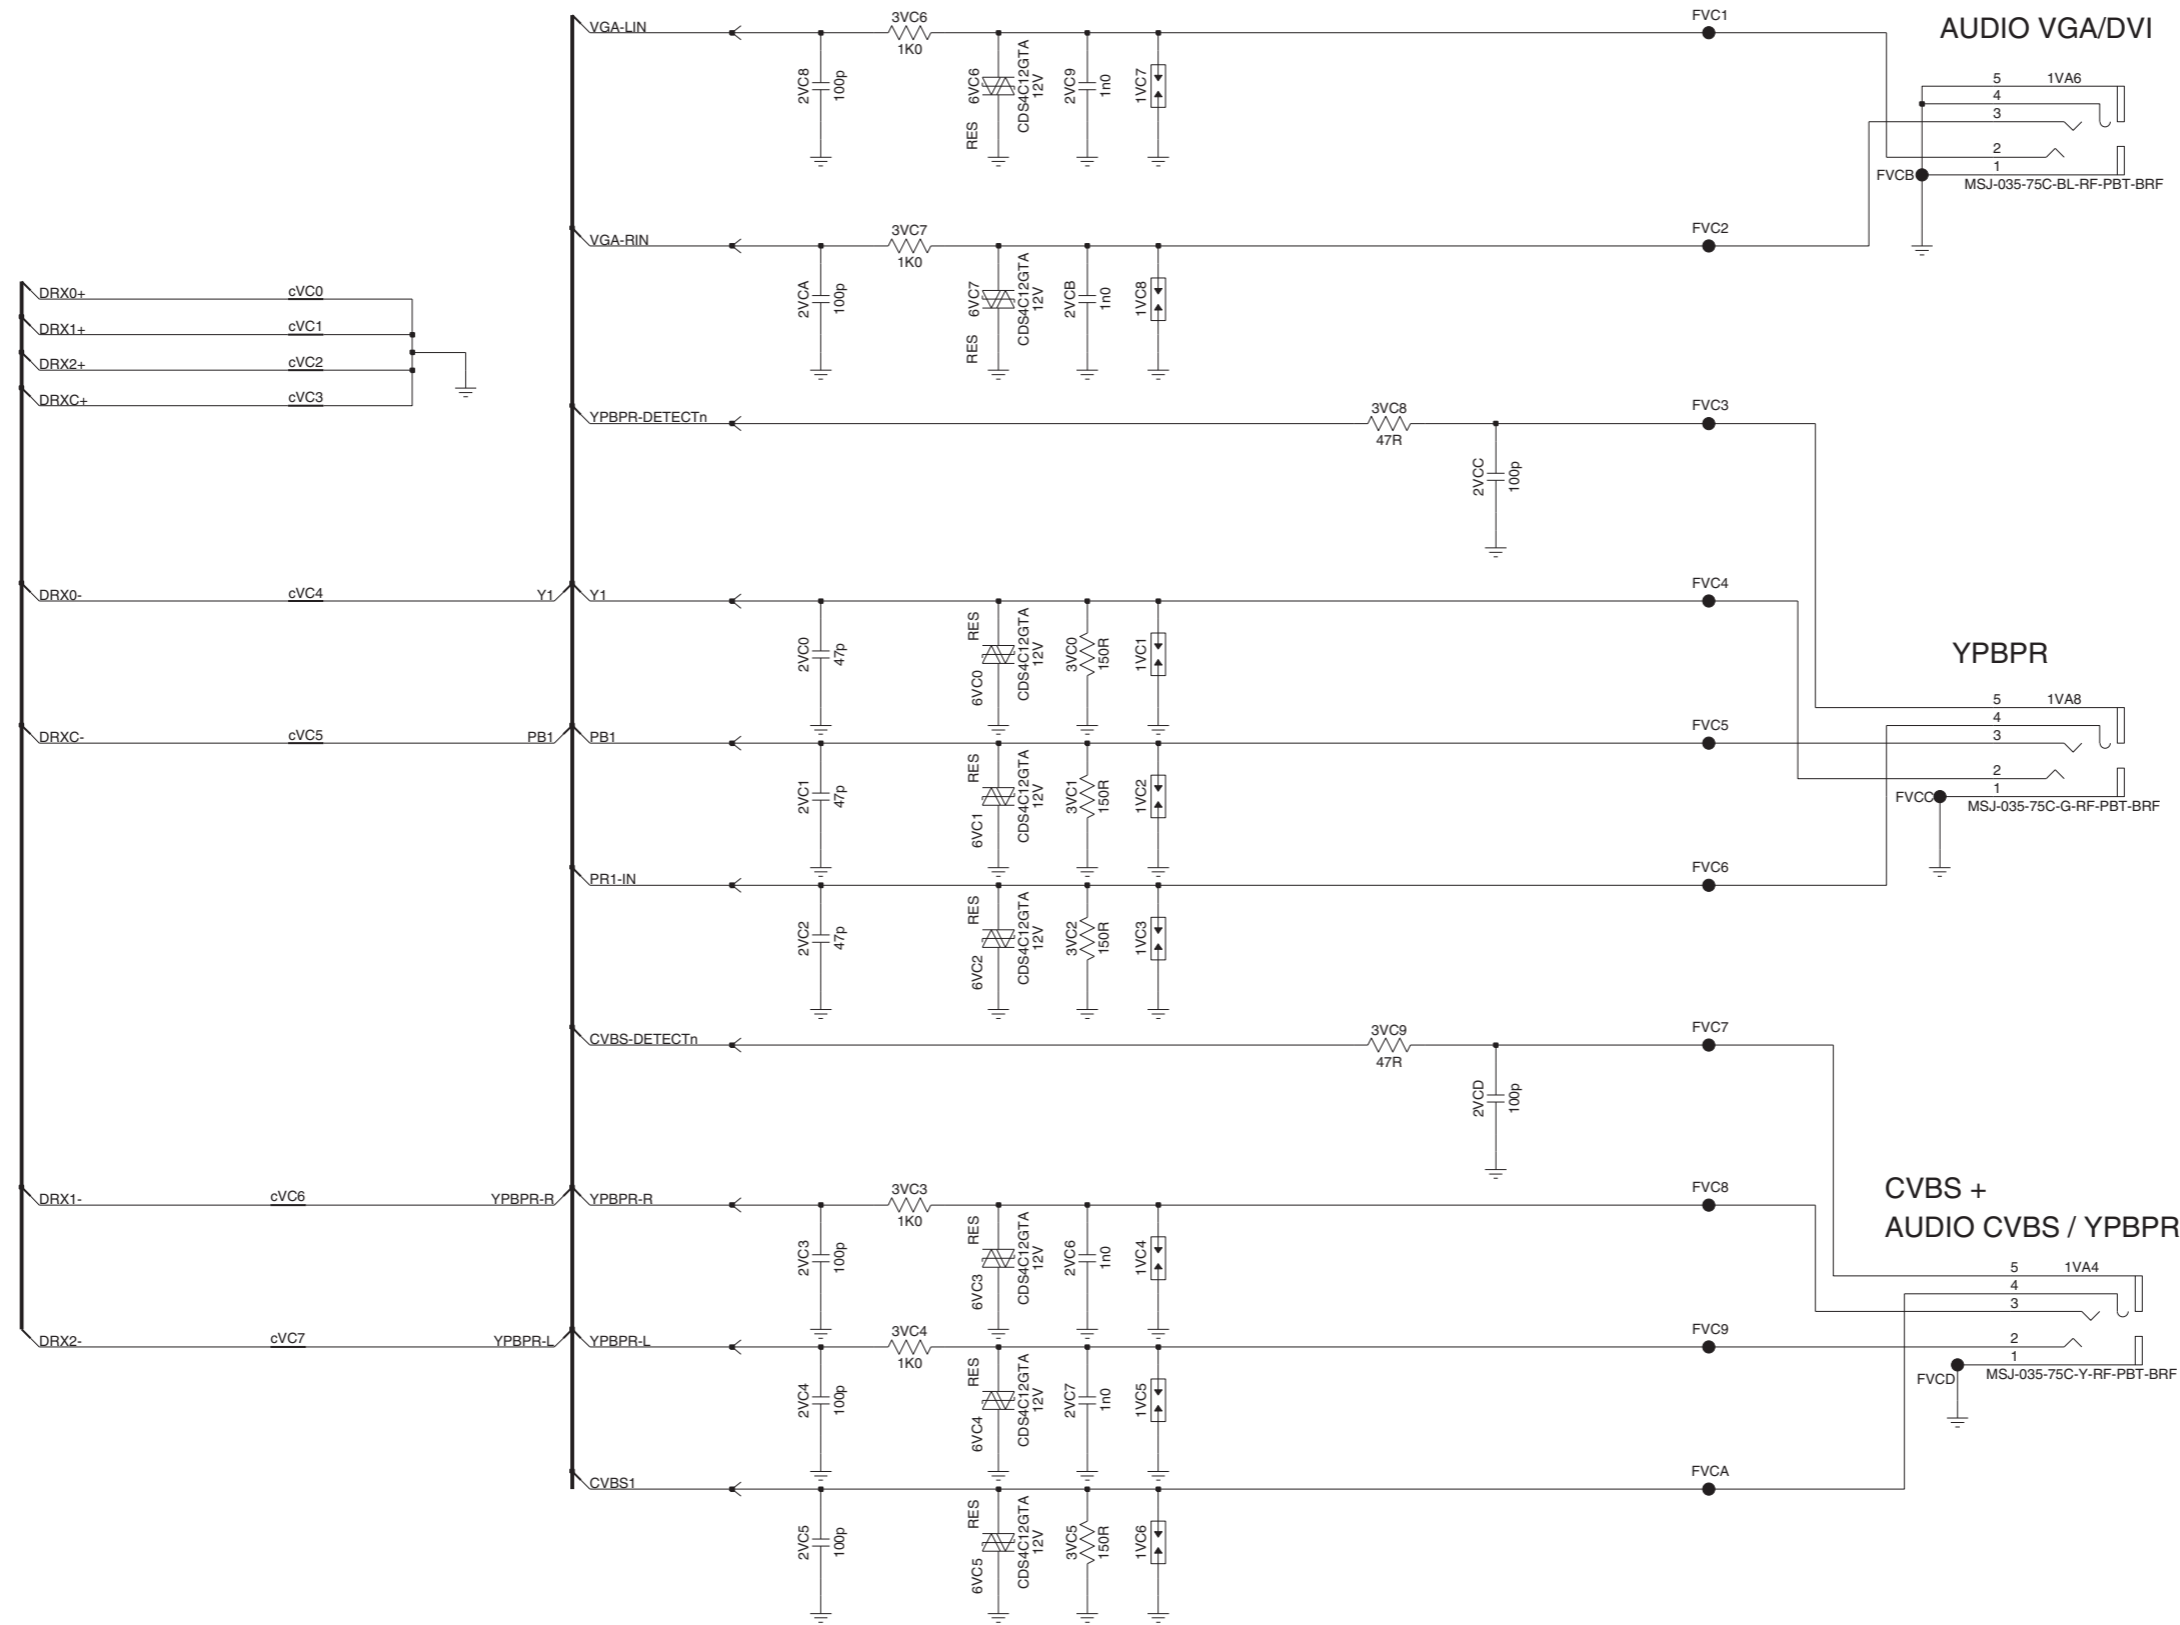 VGA-LIN
3VC6
1K0
2VC8
100p
6VC6
RES
CDS4C12GTA
12V
2VC9
1n0
1VC7
FVC1
AUDIO VGA/DVI
5
1VA6
4
3
2
1
FVCB
MSJ-035-75C-BL-RF-PBT-BRF
VGA-RIN
3VC7
1K0
2VCA
100p
6VC7
RES
CDS4C12GTA
12V
2VCB
1n0
1VC8
FVC2
DRX0+
cVC0
DRX1+
cVC1
DRX2+
cVC2
DRXC+
cVC3
YPBPR-DETECTn
3VC8
47R
2VCC
100p
FVC3
DRX0-
cVC4
Y1
Y1
2VC0
47p
RES
6VC0
CDS4C12GTA
12V
3VC0
150R
1VC1
FVC4
YPBPR
5
1VA8
4
3
2
1
FVCC
MSJ-035-75C-G-RF-PBT-BRF
DRXC-
cVC5
PB1
PB1
2VC1
47p
RES
6VC1
CDS4C12GTA
12V
3VC1
150R
1VC2
FVC5
PR1-IN
2VC2
47p
RES
6VC2
CDS4C12GTA
12V
3VC2
150R
1VC3
FVC6
CVBS-DETECTn
3VC9
47R
2VCD
100p
FVC7
DRX1-
cVC6
YPBPR-R
YPBPR-R
3VC3
1K0
2VC3
100p
RES
6VC3
CDS4C12GTA
12V
2VC6
1n0
1VC4
FVC8
CVBS +
AUDIO CVBS / YPBPR
5
1VA4
4
3
2
1
FVCD
MSJ-035-75C-Y-RF-PBT-BRF
DRX2-
cVC7
YPBPR-L
YPBPR-L
3VC4
1K0
2VC4
100p
RES
6VC4
CDS4C12GTA
12V
2VC7
1n0
1VC5
FVC9
CVBS1
2VC5
100p
RES
6VC5
CDS4C12GTA
12V
3VC5
150R
1VC6
FVCA